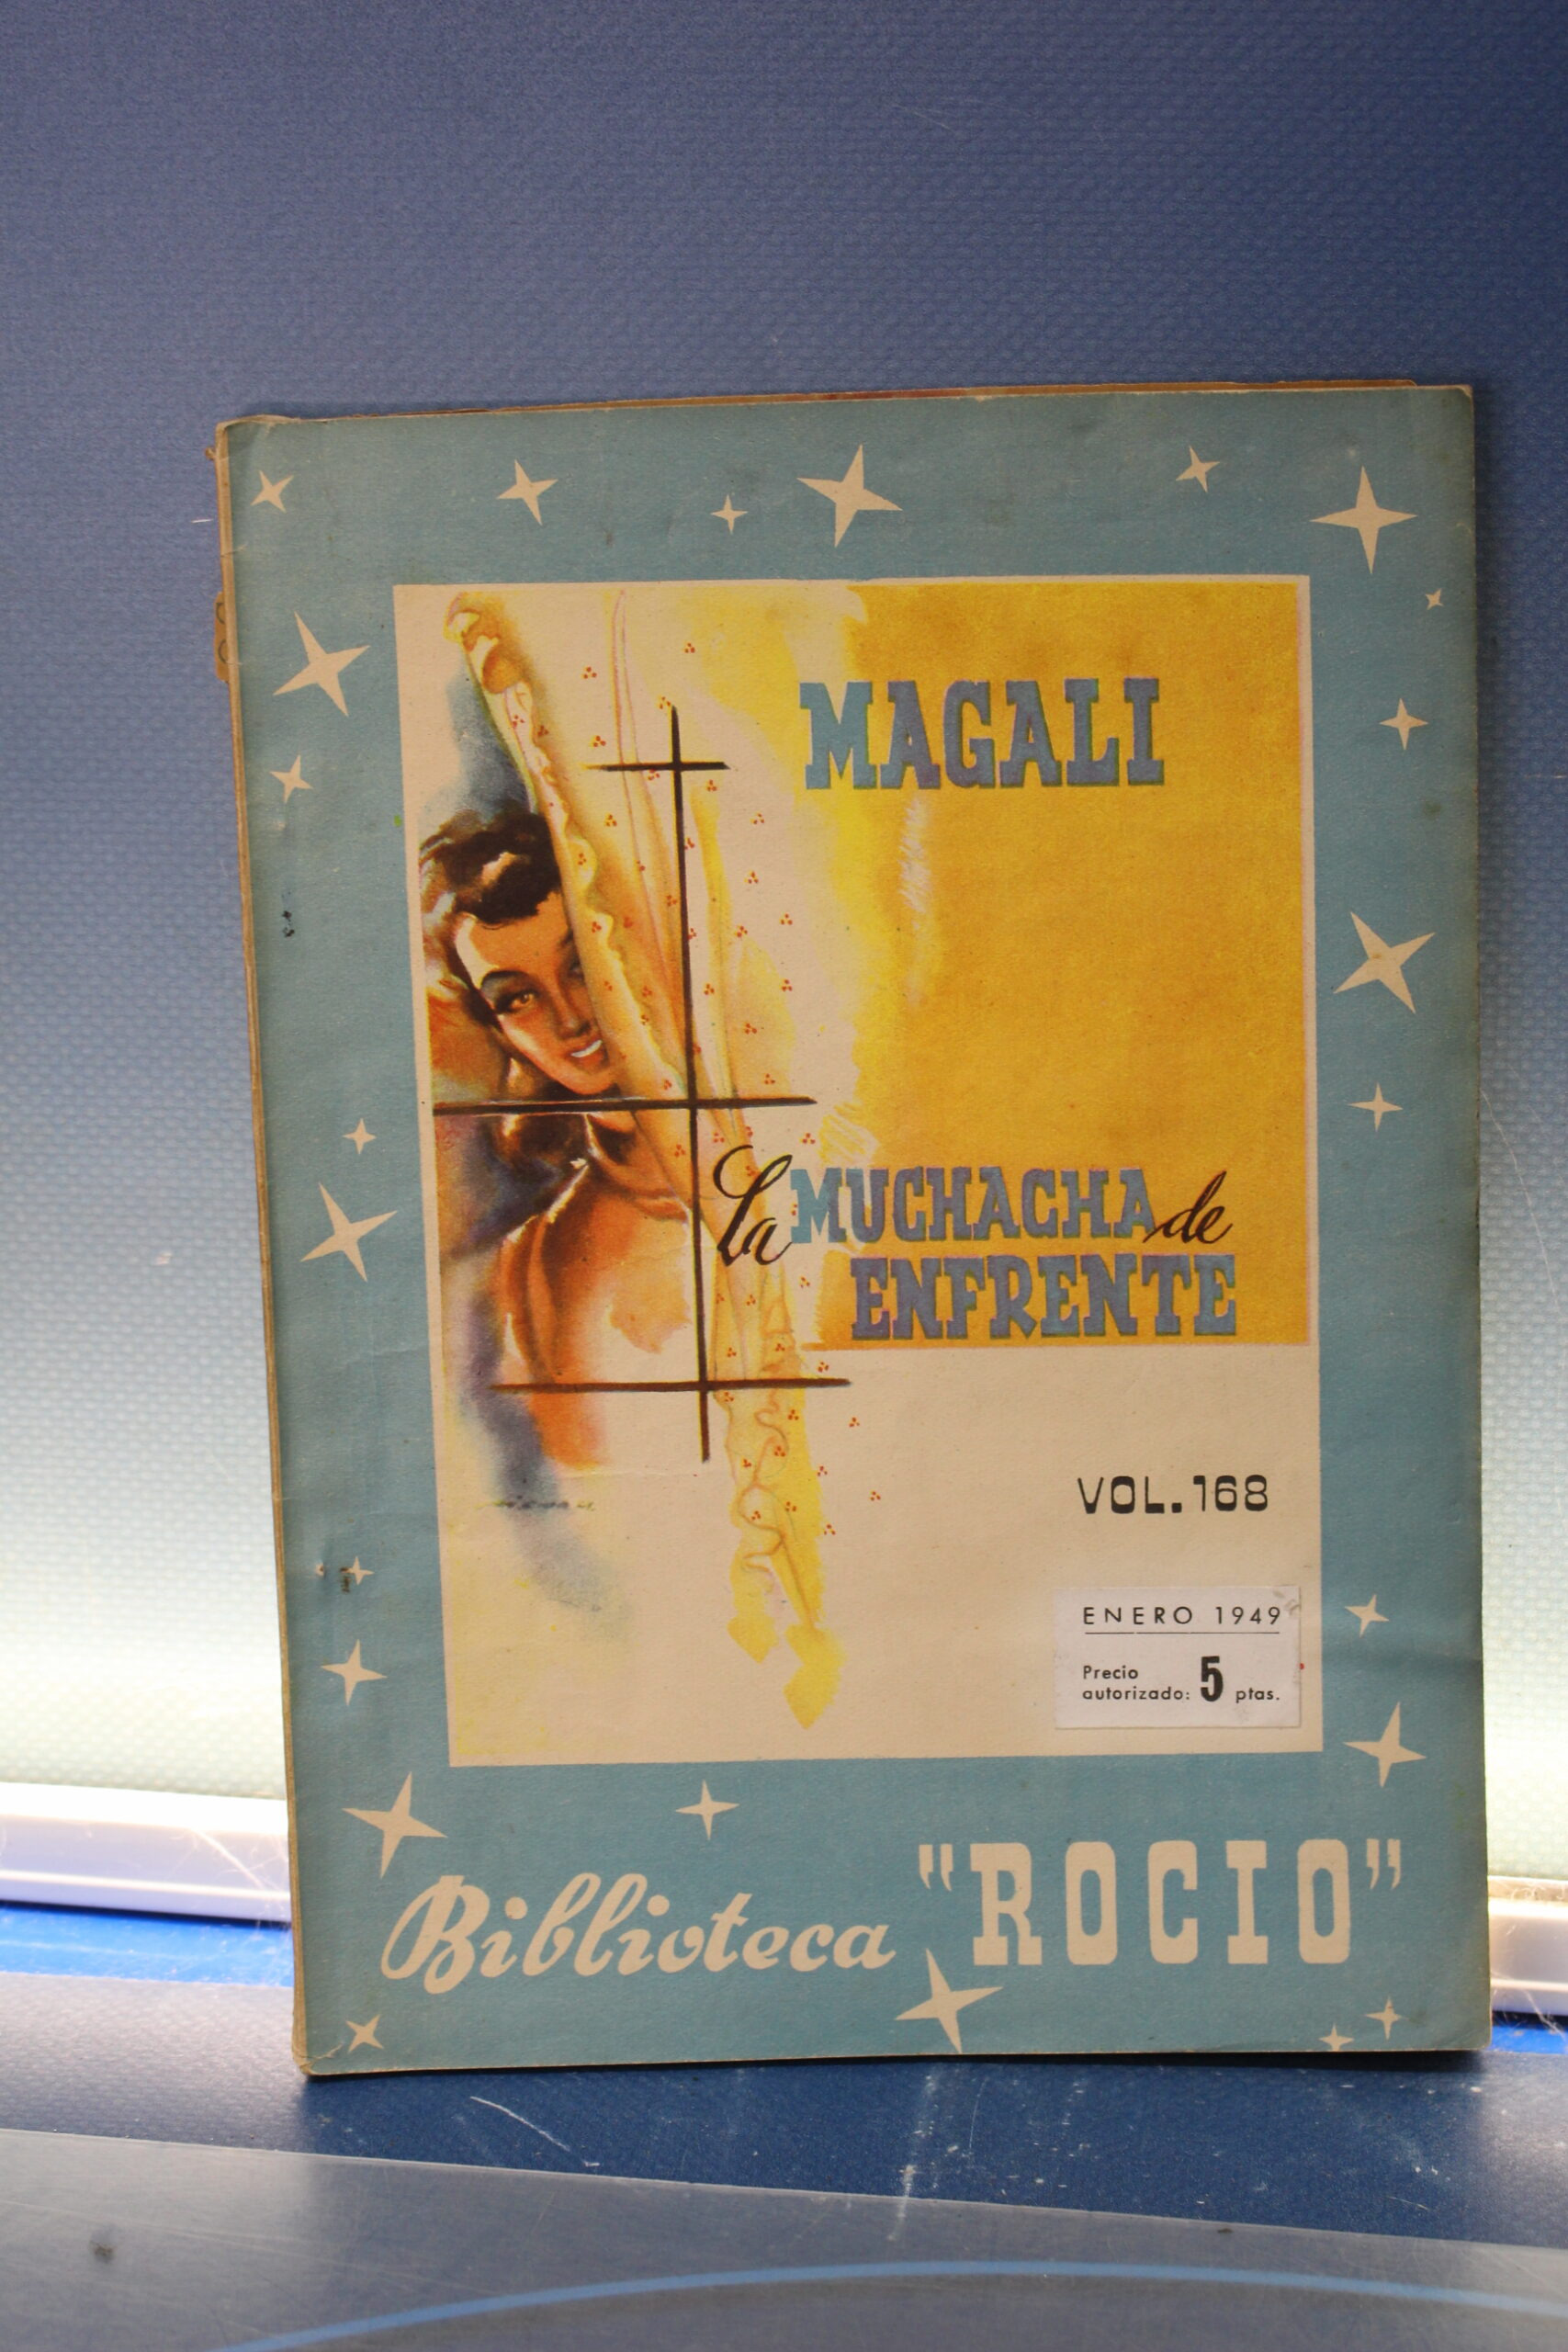 MAGALI
La MUCHACHA de
ENFRENTE
VOL. 168
ENERO 1949
Precio
autorizado: 5 ptas.
Biblioteca "ROCIO"